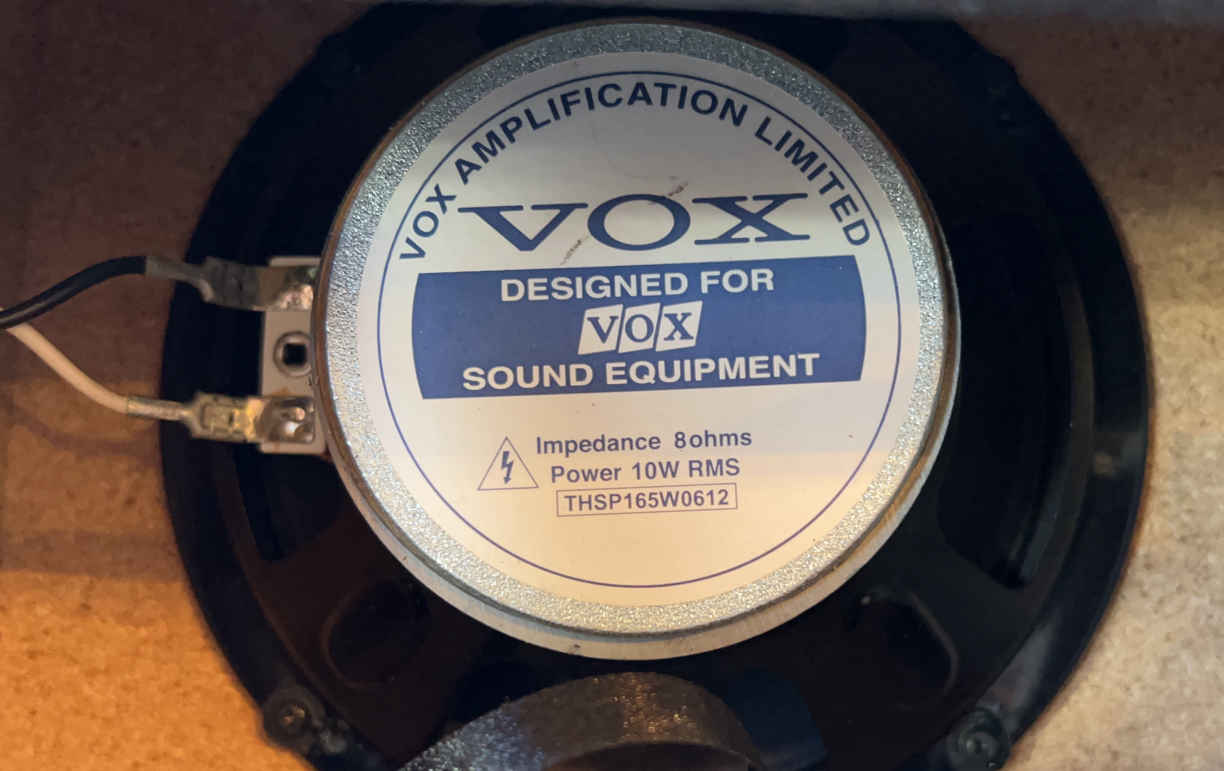 VOX AMPLIFICATION LIMITED
VOX
DESIGNED FOR
VOX
SOUND EQUIPMENT
Impedance 8ohms
Power 10W RMS
THSP165W0612